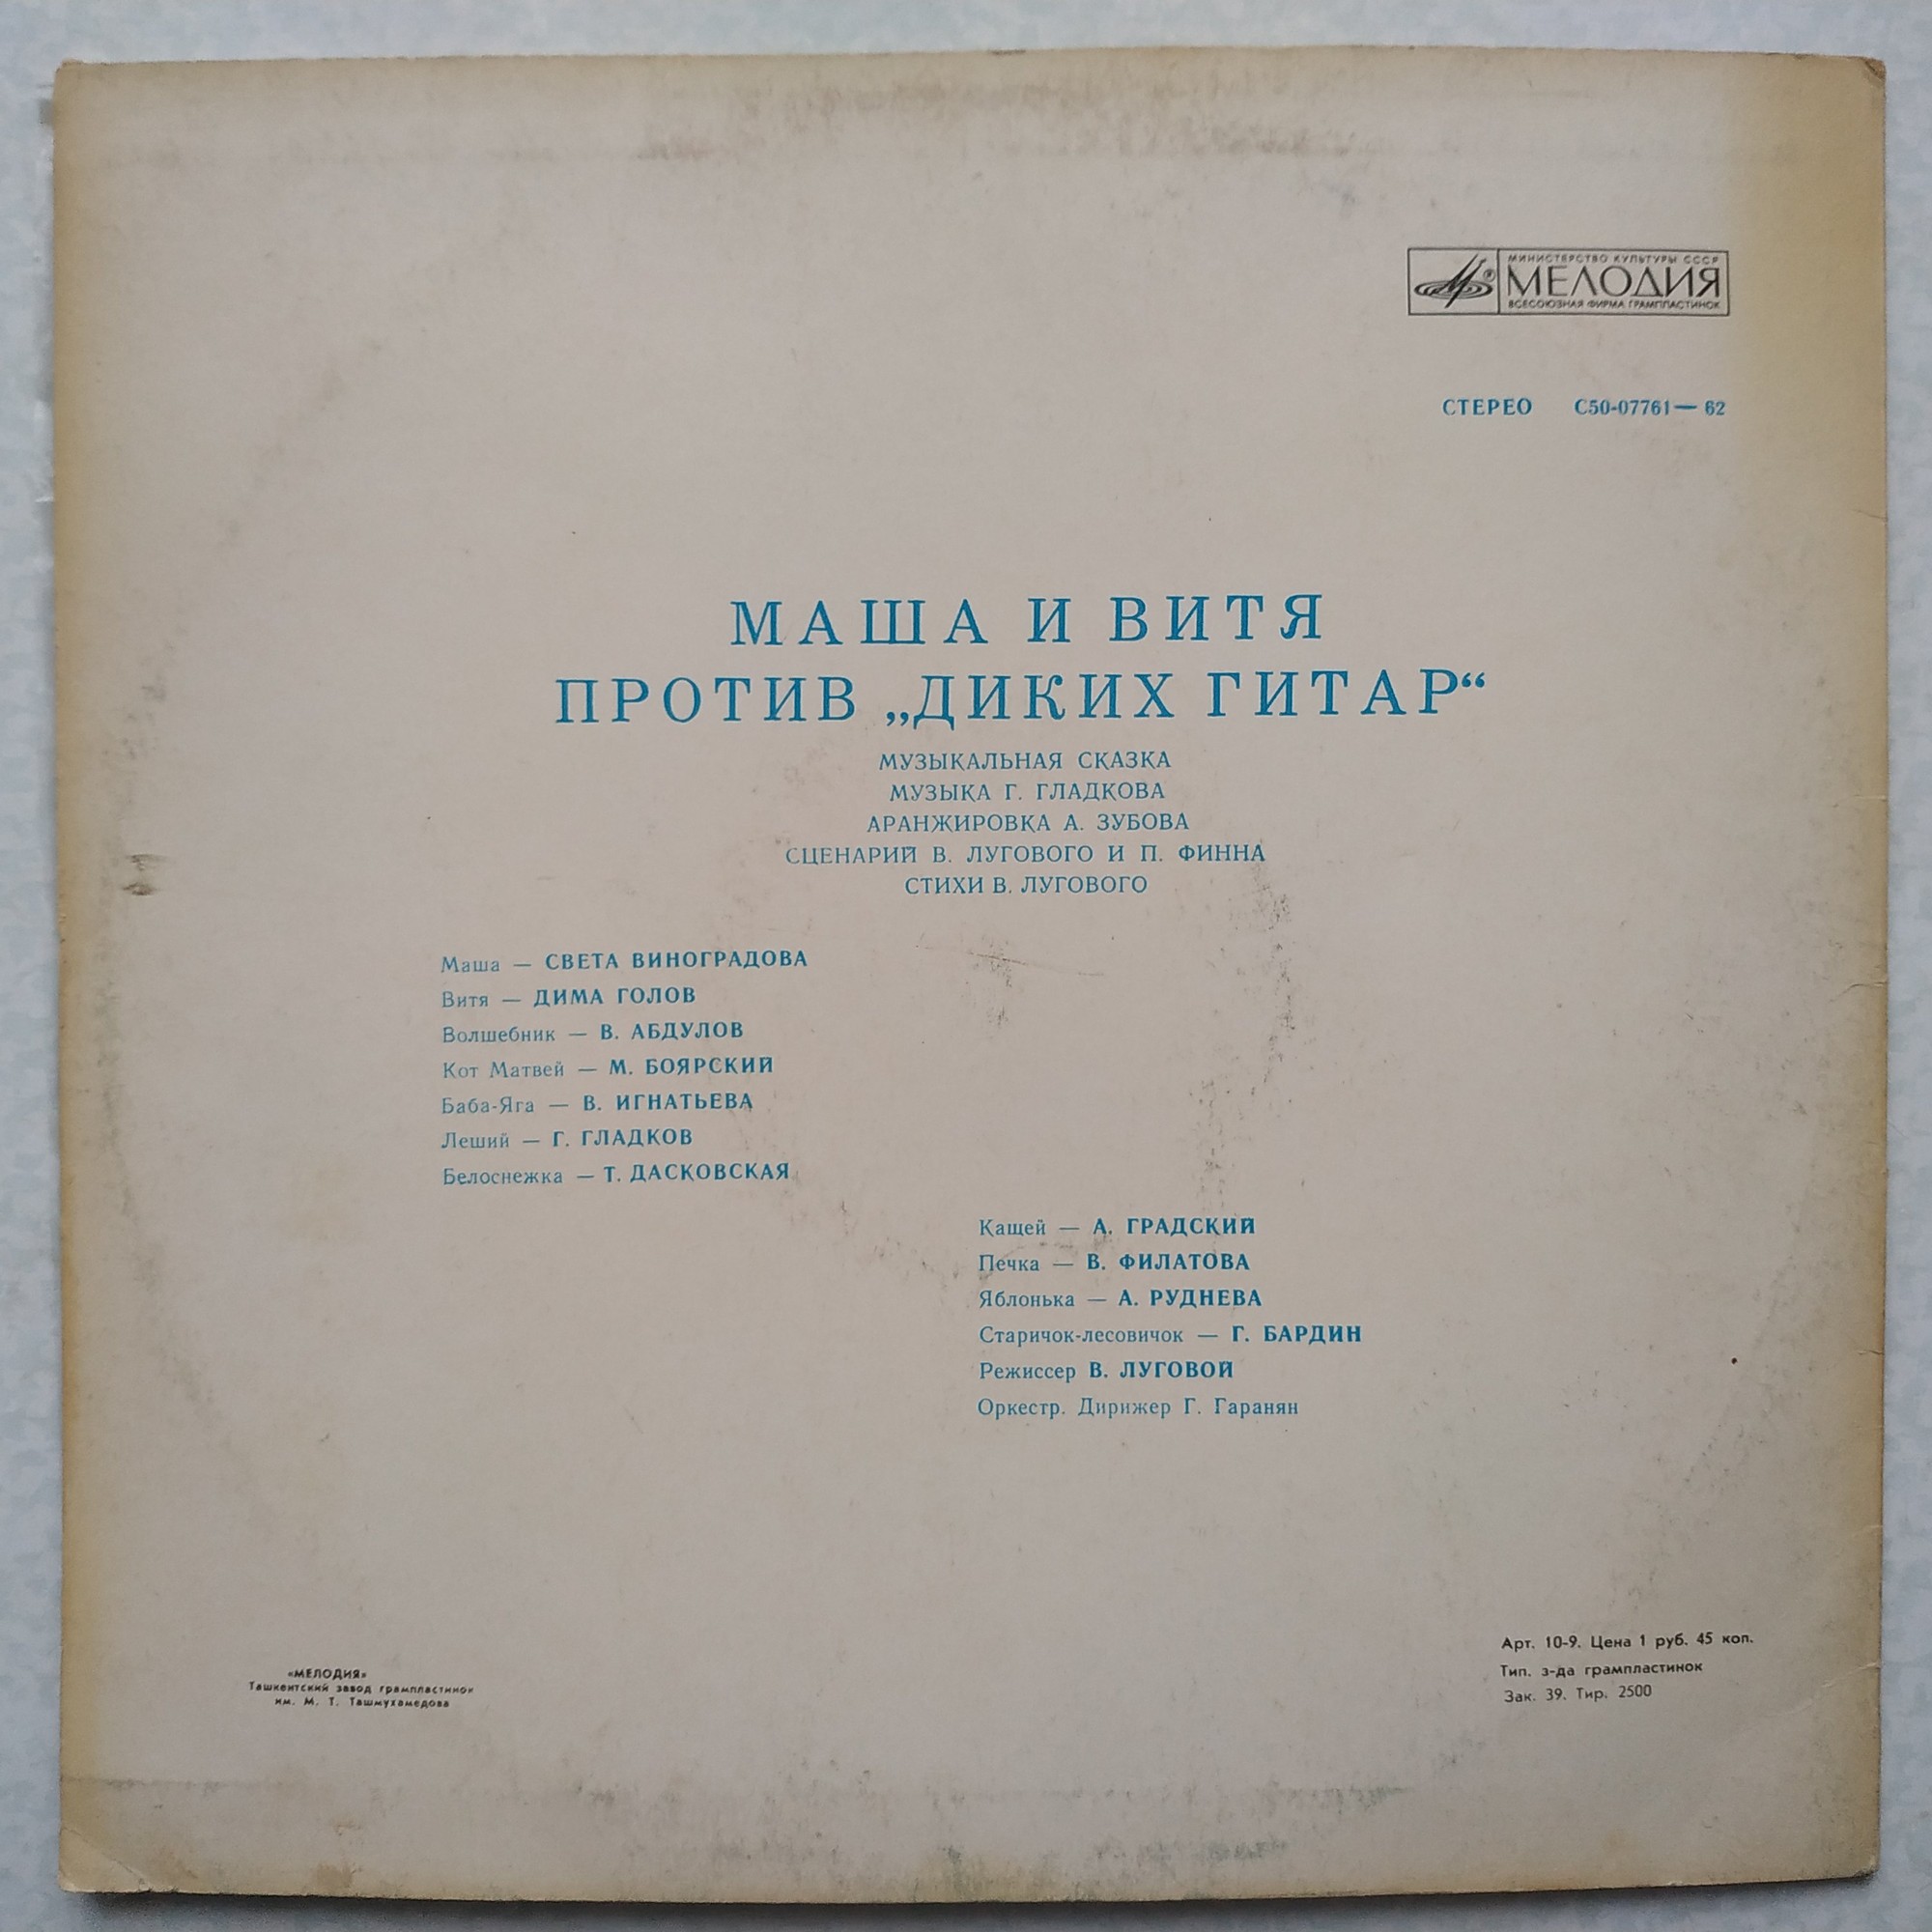 МИНИСТЕРСТВО КУЛЬТУРЫ СССР
МЕЛОДИЯ
ВСЕСОЮЗНАЯ ФИРМА ГРАМПЛАСТИНОК
СТЕРЕО С50-07761— 62
МАША И ВИТЯ
ПРОТИВ „ДИКИХ ГИТАР“
МУЗЫКАЛЬНАЯ СКАЗКА
МУЗЫКА Г. ГЛАДКОВА
АРАНЖИРОВКА А. ЗУБОВА
СЦЕНАРИЙ В. ЛУГОВОГО И П. ФИННА
СТИХИ В. ЛУГОВОГО
Маша — СВЕТА ВИНОГРАДОВА
Витя — ДИМА ГОЛОВ
Волшебник — В. АБДУЛОВ
Кот Матвей — М. БОЯРСКИЙ
Баба-Яга — В. ИГНАТЬЕВА
Леший — Г. ГЛАДКОВ
Белоснежка — Т. ДАСКОВСКАЯ
Кащей — А. ГРАДСКИЙ
Печка — В. ФИЛАТОВА
Яблонька — А. РУДНЕВА
Старичок-лесовичок — Г. БАРДИН
Режиссер В. ЛУГОВОЙ
Оркестр. Дирижер Г. Гаранян
«МЕЛОДИЯ»
Ташкентский завод грампластинок
им. М. Т. Ташмухамедова
Арт. 10-9. Цена 1 руб. 45 коп.
Тип. з-да грампластинок
Зак. 39. Тир. 2500